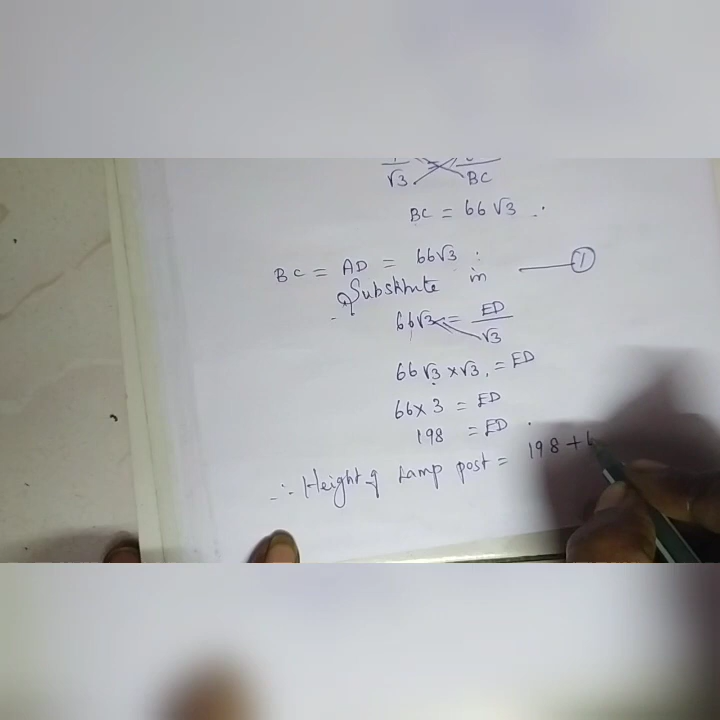 √3 BC
BC = 66√3
BC = AD = 66√3
Substitute in ①
66√3 = ED/√3
66√3 × √3 = ED
66 × 3 = ED
198 = ED
∴ Height of Lamp post = 198 +